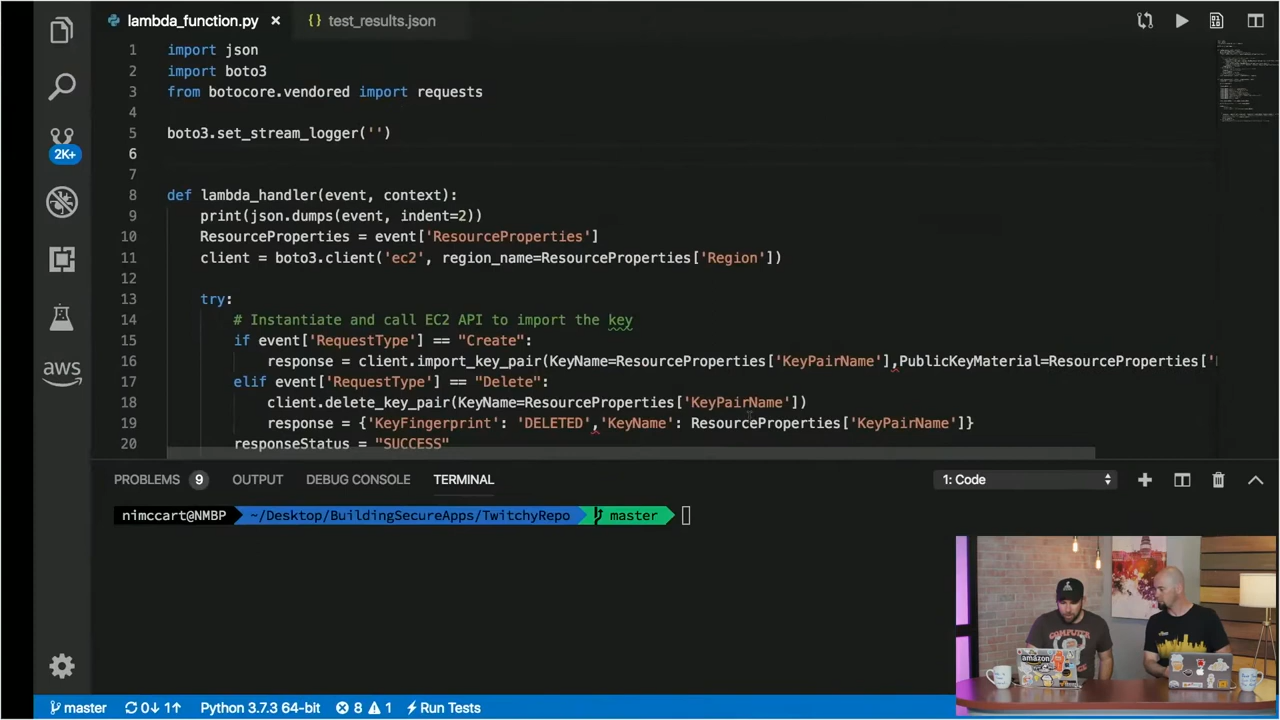 lambda_function.py ×
{ } test_results.json
1 import json
2 import boto3
3 from botocore.vendored import requests
4
5 boto3.set_stream_logger('')
6
7
8 def lambda_handler(event, context):
9 print(json.dumps(event, indent=2))
10 ResourceProperties = event['ResourceProperties']
11 client = boto3.client('ec2', region_name=ResourceProperties['Region'])
12
13 try:
14 # Instantiate and call EC2 API to import the key
15 if event['RequestType'] == "Create":
16 response = client.import_key_pair(KeyName=ResourceProperties['KeyPairName'],PublicKeyMaterial=ResourceProperties['
17 elif event['RequestType'] == "Delete":
18 client.delete_key_pair(KeyName=ResourceProperties['KeyPairName'])
19 response = {'KeyFingerprint': 'DELETED','KeyName': ResourceProperties['KeyPairName']}
20 responseStatus = "SUCCESS"
2K+
aws
PROBLEMS 9 OUTPUT DEBUG CONSOLE TERMINAL 1: Code
nimccart@NMBP ~/Desktop/BuildingSecureApps/TwitchyRepo master
COMPUTER
amazon
master 0↓ 1↑ Python 3.7.3 64-bit 8 1 Run Tests